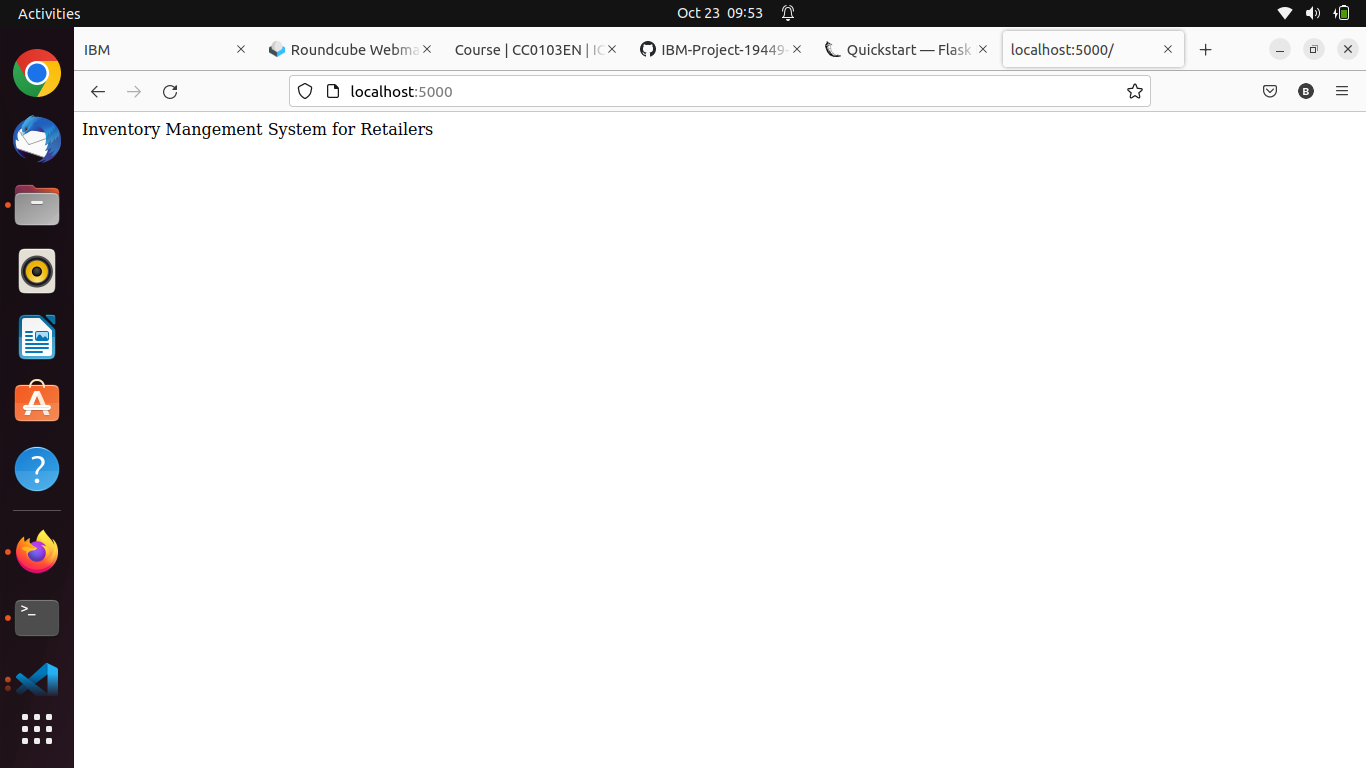 Activities
Oct 23 09:53
IBM
Roundcube Webma
Course | CC0103EN | IC
IBM-Project-19449-
Quickstart — Flask
localhost:5000/
localhost:5000
B
Inventory Mangement System for Retailers
?
>_